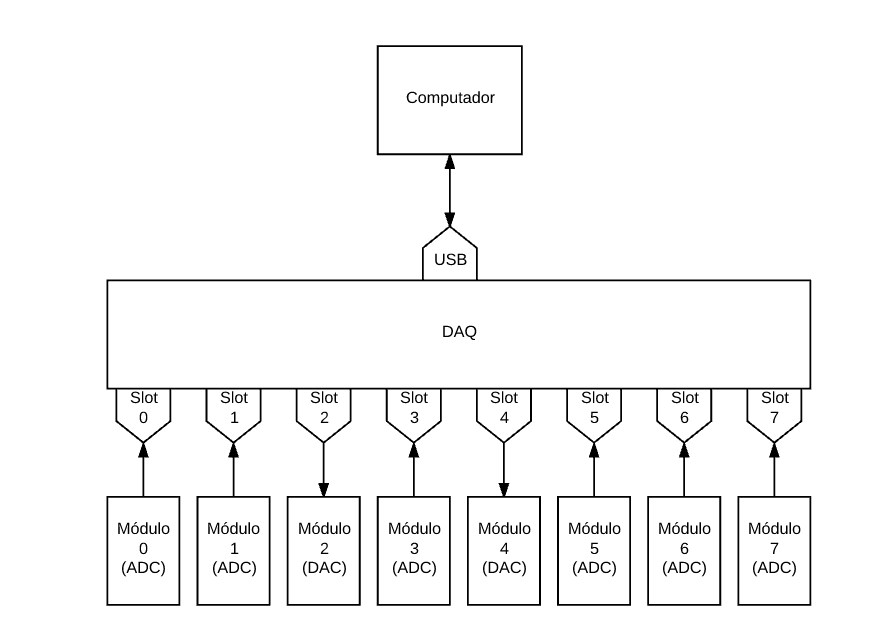 Computador
USB
DAQ
Slot
0
Slot
1
Slot
2
Slot
3
Slot
4
Slot
5
Slot
6
Slot
7
Módulo
0
(ADC)
Módulo
1
(ADC)
Módulo
2
(DAC)
Módulo
3
(ADC)
Módulo
4
(DAC)
Módulo
5
(ADC)
Módulo
6
(ADC)
Módulo
7
(ADC)